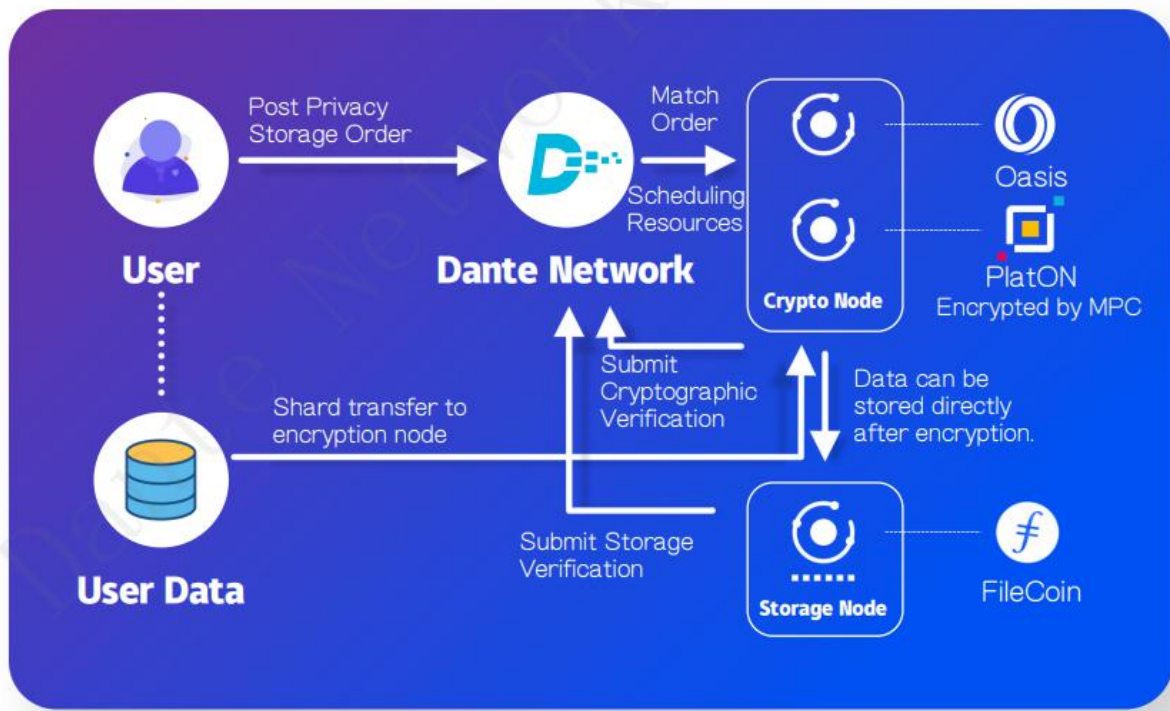 Post Privacy
Storage Order
Match
Order
Scheduling
Resources
Oasis
User
Dante Network
Crypto Node
PlatON
Encrypted by MPC
Submit
Cryptographic
Verification
Data can be
stored directly
after encryption.
Shard transfer to
encryption node
Submit Storage
Verification
User Data
Storage Node
FileCoin
Dante Network